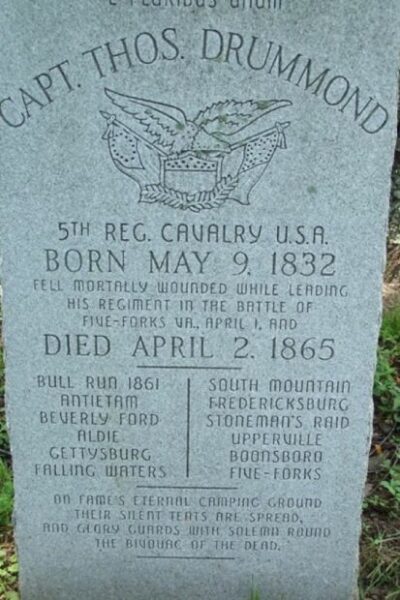 E PLURIBUS UNUM
CAPT. THOS. DRUMMOND
5TH REG. CAVALRY U.S.A.
BORN MAY 9, 1832
FELL MORTALLY WOUNDED WHILE LEADING
HIS REGIMENT IN THE BATTLE OF
FIVE-FORKS VA., APRIL 1, AND
DIED APRIL 2, 1865
BULL RUN 1861
ANTIETAM
BEVERLY FORD
ALDIE
GETTYSBURG
FALLING WATERS
SOUTH MOUNTAIN
FREDERICKSBURG
STONEMAN'S RAID
UPPERVILLE
BOONSBORO
FIVE-FORKS
ON FAME'S ETERNAL CAMPING GROUND
THEIR SILENT TENTS ARE SPREAD,
AND GLORY GUARDS WITH SOLEMN ROUND
THE BIVOUAC OF THE DEAD.